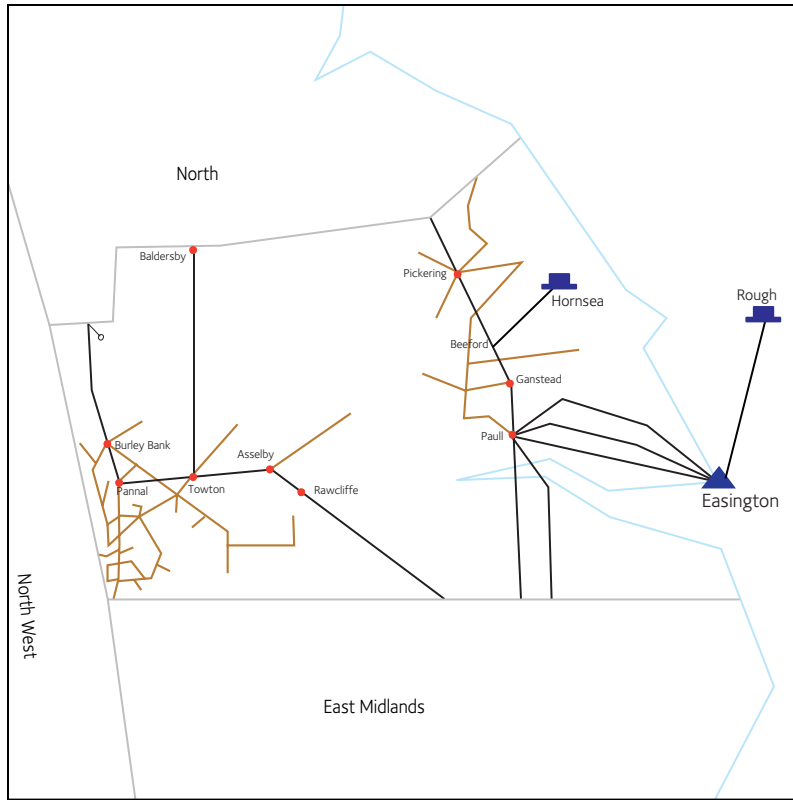 North
Baldersby
Pickering
Hornsea
Rough
Beeford
Ganstead
Burley Bank
Paull
Asselby
Pannal
Towton
Rawcliffe
Easington
North West
East Midlands